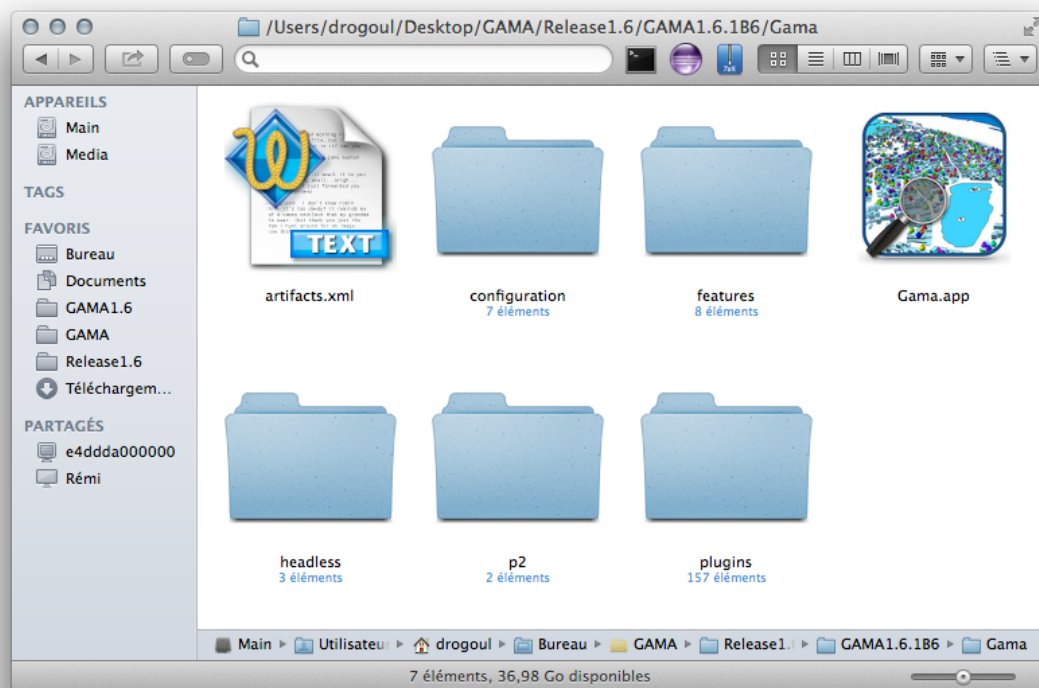 /Users/drogoul/Desktop/GAMA/Release1.6/GAMA1.6.1B6/Gama
APPAREILS
Main
Media
TAGS
FAVORIS
Bureau
Documents
GAMA1.6
GAMA
Release1.6
Téléchargem...
PARTAGÉS
e4ddda000000
Rémi
TEXT
artifacts.xml
configuration
7 éléments
features
8 éléments
Gama.app
headless
3 éléments
p2
2 éléments
plugins
157 éléments
Main
drogoul
Bureau
GAMA
GAMA1.6.1B6
Gama
7 éléments, 36,98 Go disponibles